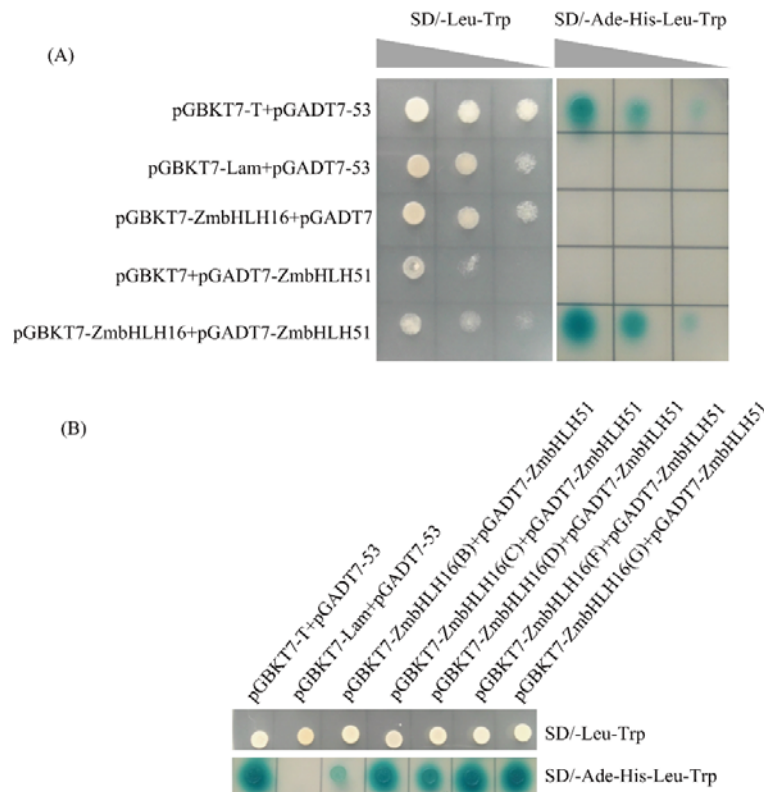 SD/-Leu-Trp
SD/-Ade-His-Leu-Trp
(A)
pGBKT7-T+pGADT7-53
pGBKT7-Lam+pGADT7-53
pGBKT7-ZmbHLH16+pGADT7
pGBKT7+pGADT7-ZmbHLH51
pGBKT7-ZmbHLH16+pGADT7-ZmbHLH51
(B)
pGBKT7-T+pGADT7-53
pGBKT7-Lam+pGADT7-53
pGBKT7-ZmbHLH16(B)+pGADT7-ZmbHLH51
pGBKT7-ZmbHLH16(C)+pGADT7-ZmbHLH51
pGBKT7-ZmbHLH16(D)+pGADT7-ZmbHLH51
pGBKT7-ZmbHLH16(F)+pGADT7-ZmbHLH51
pGBKT7-ZmbHLH16(G)+pGADT7-ZmbHLH51
SD/-Leu-Trp
SD/-Ade-His-Leu-Trp